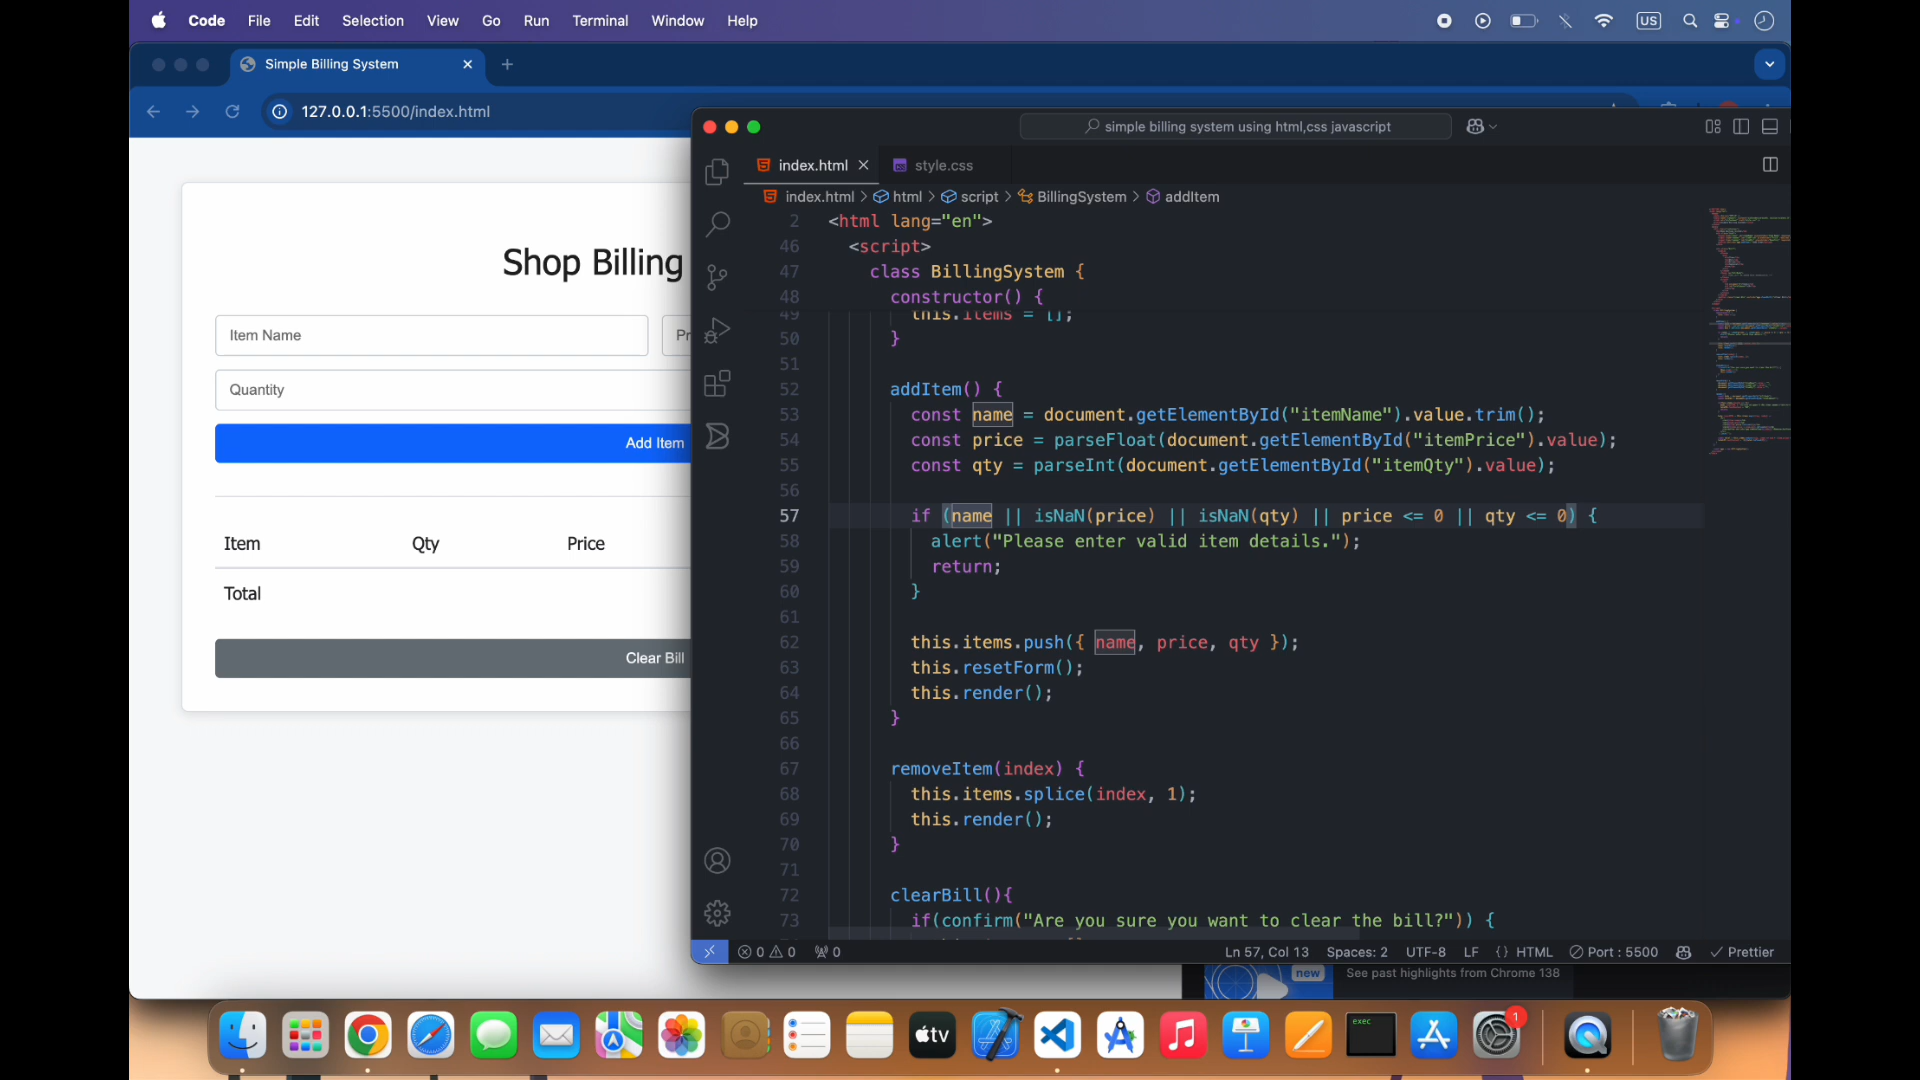 Code File Edit Selection View Go Run Terminal Window Help US
Simple Billing System
127.0.0.1:5500/index.html
Shop Billing
Item Name
Quantity
Add Item
Item Qty Price
Total
Clear Bill
simple billing system using html,css javascript
index.html style.css
index.html > html > script > BillingSystem > addItem
2 <html lang="en">
46 <script>
47 class BillingSystem {
48 constructor() {
49 this.items = [];
50 }
51
52 addItem() {
53 const name = document.getElementById("itemName").value.trim();
54 const price = parseFloat(document.getElementById("itemPrice").value);
55 const qty = parseInt(document.getElementById("itemQty").value);
56
57 if (name || isNaN(price) || isNaN(qty) || price <= 0 || qty <= 0) {
58 alert("Please enter valid item details.");
59 return;
60 }
61
62 this.items.push({ name, price, qty });
63 this.resetForm();
64 this.render();
65 }
66
67 removeItem(index) {
68 this.items.splice(index, 1);
69 this.render();
70 }
71
72 clearBill(){
73 if(confirm("Are you sure you want to clear the bill?")) {
0 0 0 Ln 57, Col 13 Spaces: 2 UTF-8 LF {} HTML Port : 5500 Prettier
new See past highlights from Chrome 138
tv exec 1